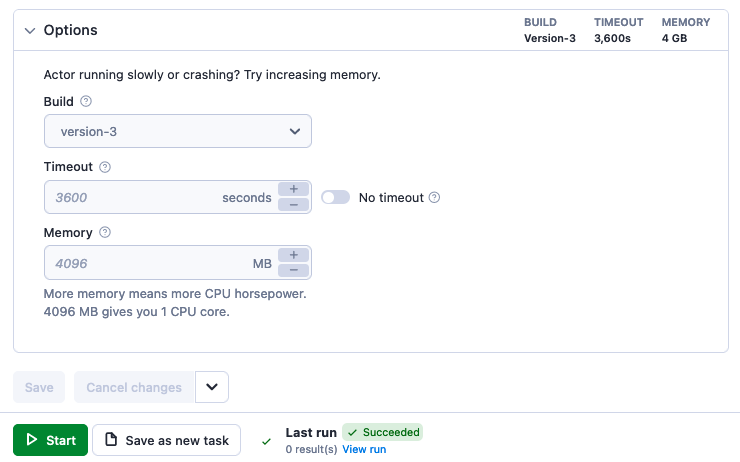 Options
BUILD TIMEOUT MEMORY
Version-3 3,600s 4 GB
Actor running slowly or crashing? Try increasing memory.
Build
version-3
Timeout
3600 seconds
No timeout
Memory
4096 MB
More memory means more CPU horsepower.
4096 MB gives you 1 CPU core.
Save Cancel changes
Start Save as new task
Last run Succeeded
0 result(s) View run